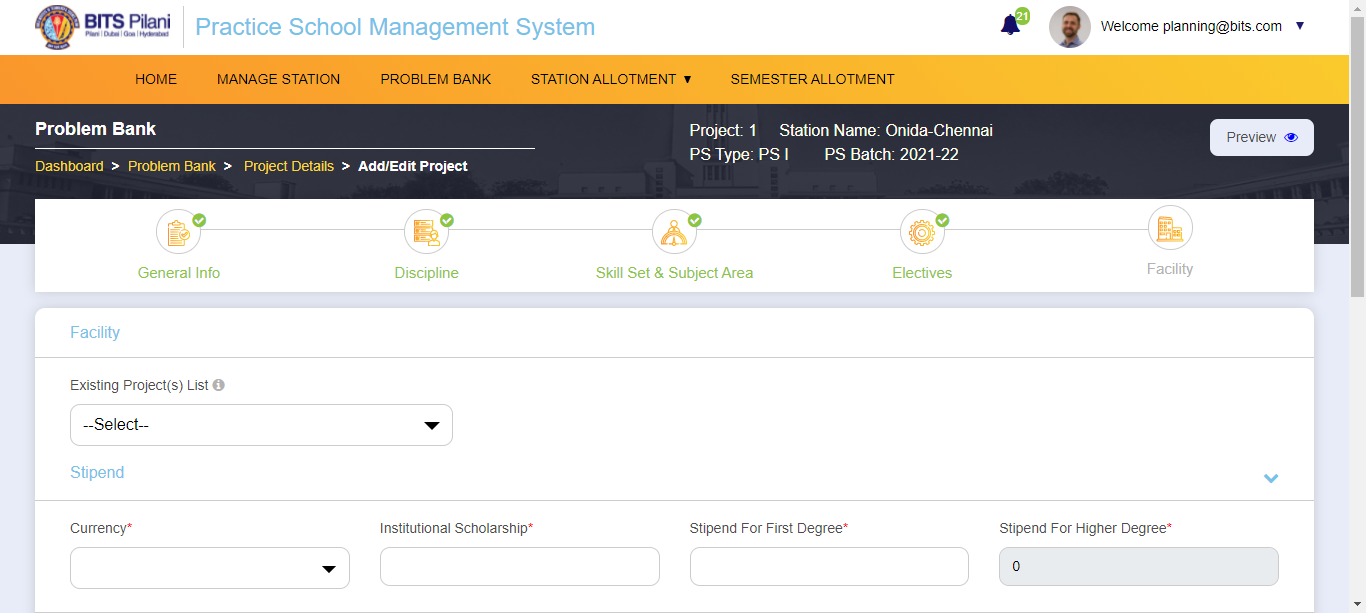 BITS Pilani
Pilani | Dubai | Goa | Hyderabad
Practice School Management System
21
Welcome planning@bits.com ▼
HOME MANAGE STATION PROBLEM BANK STATION ALLOTMENT ▼ SEMESTER ALLOTMENT
Problem Bank
Dashboard > Problem Bank > Project Details > Add/Edit Project
Project: 1 Station Name: Onida-Chennai
PS Type: PS I PS Batch: 2021-22
Preview
General Info Discipline Skill Set & Subject Area Electives Facility
Facility
Existing Project(s) List
--Select--
Stipend
Currency* Institutional Scholarship* Stipend For First Degree* Stipend For Higher Degree*
0